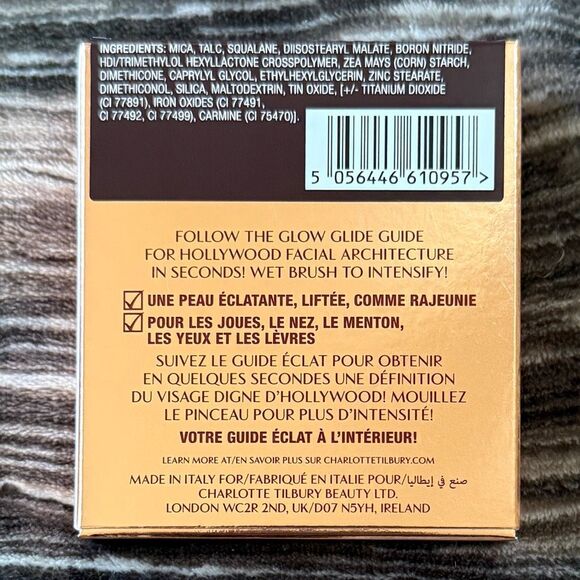 INGREDIENTS: MICA, TALC, SQUALANE, DIISOSTEARYL MALATE, BORON NITRIDE,
HDI/TRIMETHYLOL HEXYLLACTONE CROSSPOLYMER, ZEA MAYS (CORN) STARCH,
DIMETHICONE, CAPRYLYL GLYCOL, ETHYLHEXYLGLYCERIN, ZINC STEARATE,
DIMETHICONOL, SILICA, MALTODEXTRIN, TIN OXIDE, [+/- TITANIUM DIOXIDE
(CI 77891), IRON OXIDES (CI 77491,
CI 77492, CI 77499), CARMINE (CI 75470)].
5 056446 610957 >
FOLLOW THE GLOW GLIDE GUIDE
FOR HOLLYWOOD FACIAL ARCHITECTURE
IN SECONDS! WET BRUSH TO INTENSIFY!
UNE PEAU ÉCLATANTE, LIFTÉE, COMME RAJEUNIE
POUR LES JOUES, LE NEZ, LE MENTON,
LES YEUX ET LES LÈVRES
SUIVEZ LE GUIDE ÉCLAT POUR OBTENIR
EN QUELQUES SECONDES UNE DÉFINITION
DU VISAGE DIGNE D'HOLLYWOOD! MOUILLEZ
LE PINCEAU POUR PLUS D'INTENSITÉ!
VOTRE GUIDE ÉCLAT À L'INTÉRIEUR!
LEARN MORE AT/EN SAVOIR PLUS SUR CHARLOTTETILBURY.COM
MADE IN ITALY FOR/FABRIQUÉ EN ITALIE POUR/صنع في إيطاليا
CHARLOTTE TILBURY BEAUTY LTD.
LONDON WC2R 2ND, UK/D07 N5YH, IRELAND